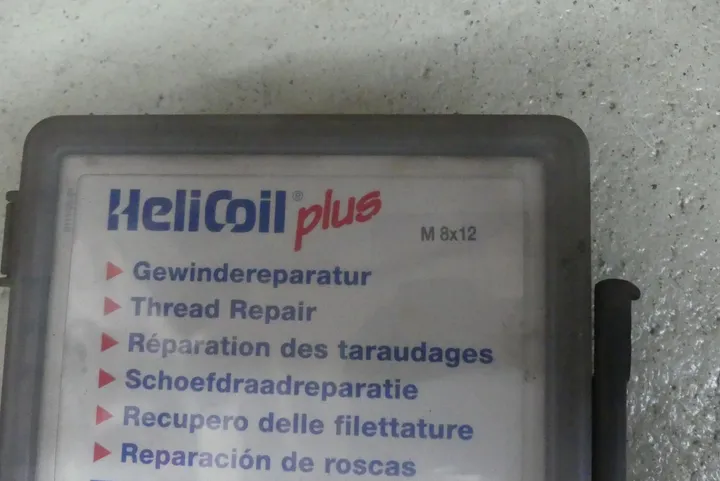 HeliCoil® plus
M 8x12
Gewindereparatur
Thread Repair
Réparation des taraudages
Schoefdraadreparatie
Recupero delle filettature
Reparación de roscas